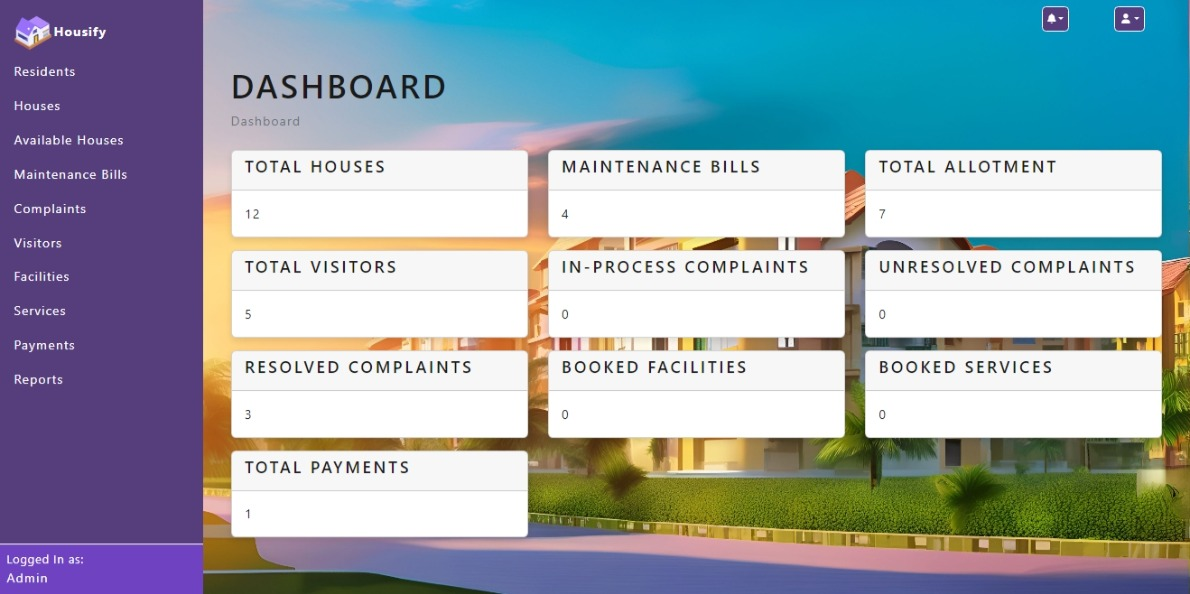 Housify
Residents
Houses
Available Houses
Maintenance Bills
Complaints
Visitors
Facilities
Services
Payments
Reports
Logged In as:
Admin
DASHBOARD
Dashboard
TOTAL HOUSES
12
MAINTENANCE BILLS
4
TOTAL ALLOTMENT
7
TOTAL VISITORS
5
IN-PROCESS COMPLAINTS
0
UNRESOLVED COMPLAINTS
0
RESOLVED COMPLAINTS
3
BOOKED FACILITIES
0
BOOKED SERVICES
0
TOTAL PAYMENTS
1